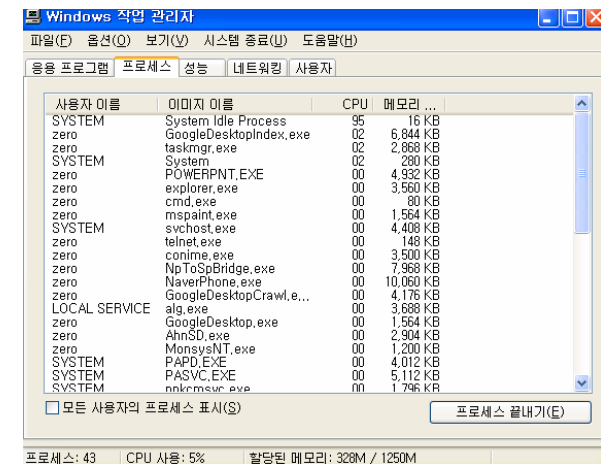 Windows 작업 관리자
파일(F) 옵션(O) 보기(V) 시스템 종료(U) 도움말(H)
응용 프로그램 프로세스 성능 네트워킹 사용자
사용자 이름 이미지 이름 CPU 메모리 ...
SYSTEM System Idle Process 95 16 KB
zero GoogleDesktopIndex.exe 02 6,844 KB
zero taskmgr.exe 02 2,868 KB
SYSTEM System 02 280 KB
zero POWERPNT.EXE 00 4,932 KB
zero explorer.exe 00 3,560 KB
zero cmd.exe 00 80 KB
zero mspaint.exe 00 1,564 KB
SYSTEM svchost.exe 00 4,408 KB
zero telnet.exe 00 148 KB
zero conime.exe 00 3,500 KB
zero NpToSpBridge.exe 00 7,968 KB
zero NaverPhone.exe 00 10,060 KB
zero GoogleDesktopCrawl.e... 00 4,176 KB
LOCAL SERVICE alg.exe 00 3,688 KB
zero GoogleDesktop.exe 00 1,564 KB
zero AhnSD.exe 00 2,904 KB
zero MonsysNT.exe 00 1,200 KB
SYSTEM PAPD.EXE 00 4,012 KB
SYSTEM PASVC.EXE 00 5,112 KB
SYSTEM 00 1,796 KB
모든 사용자의 프로세스 표시(S) 프로세스 끝내기(E)
프로세스: 43 CPU 사용: 5% 할당된 메모리: 328M / 1250M